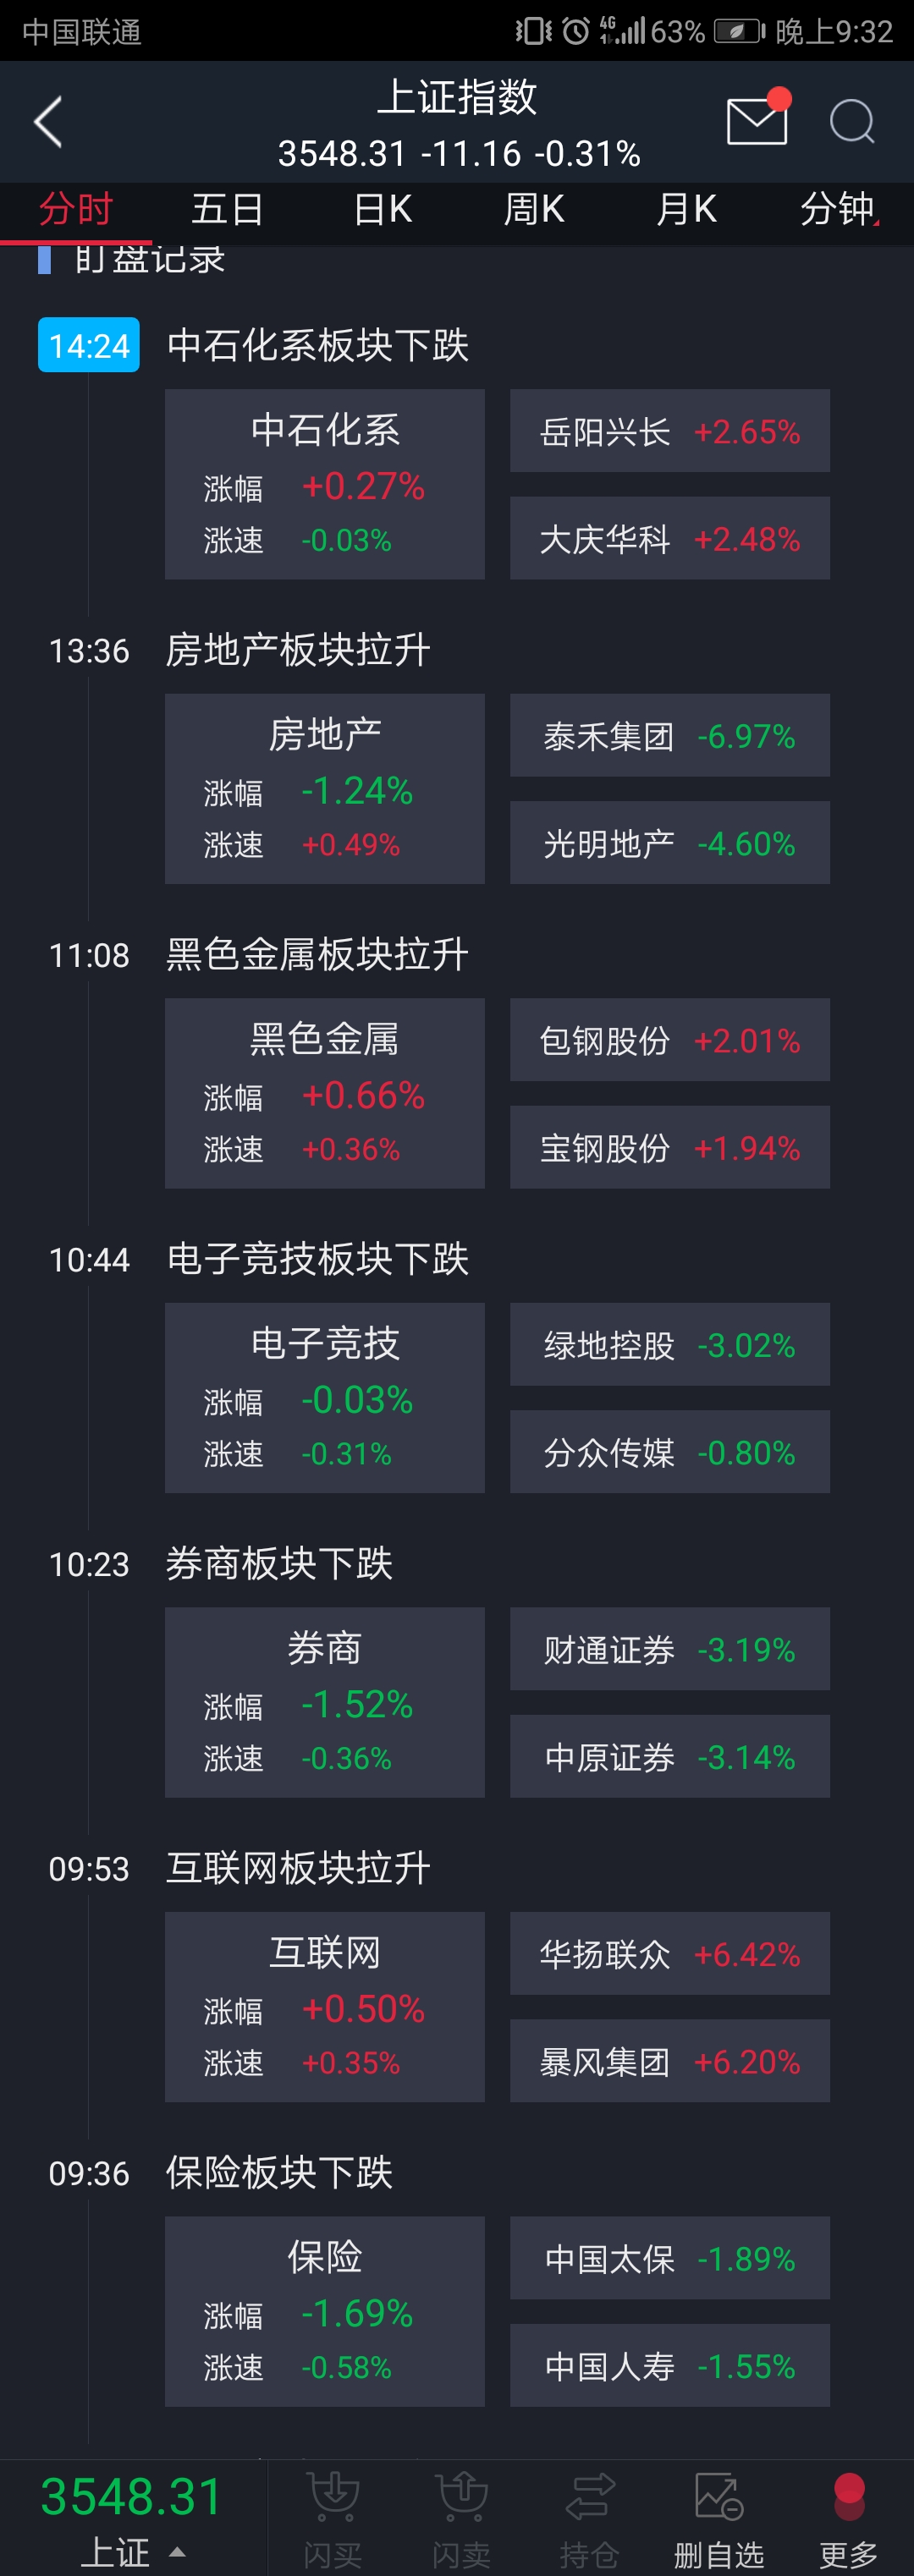 中国联通 4G 63% 晚上9:32
上证指数
3548.31 -11.16 -0.31%
分时 五日 日K 周K 月K 分钟
盯盘记录
14:24 中石化系板块下跌
中石化系
涨幅 +0.27%
涨速 -0.03%
岳阳兴长 +2.65%
大庆华科 +2.48%
13:36 房地产板块拉升
房地产
涨幅 -1.24%
涨速 +0.49%
泰禾集团 -6.97%
光明地产 -4.60%
11:08 黑色金属板块拉升
黑色金属
涨幅 +0.66%
涨速 +0.36%
包钢股份 +2.01%
宝钢股份 +1.94%
10:44 电子竞技板块下跌
电子竞技
涨幅 -0.03%
涨速 -0.31%
绿地控股 -3.02%
分众传媒 -0.80%
10:23 券商板块下跌
券商
涨幅 -1.52%
涨速 -0.36%
财通证券 -3.19%
中原证券 -3.14%
09:53 互联网板块拉升
互联网
涨幅 +0.50%
涨速 +0.35%
华扬联众 +6.42%
暴风集团 +6.20%
09:36 保险板块下跌
保险
涨幅 -1.69%
涨速 -0.58%
中国太保 -1.89%
中国人寿 -1.55%
3548.31
上证 闪买 闪卖 持仓 删自选 更多